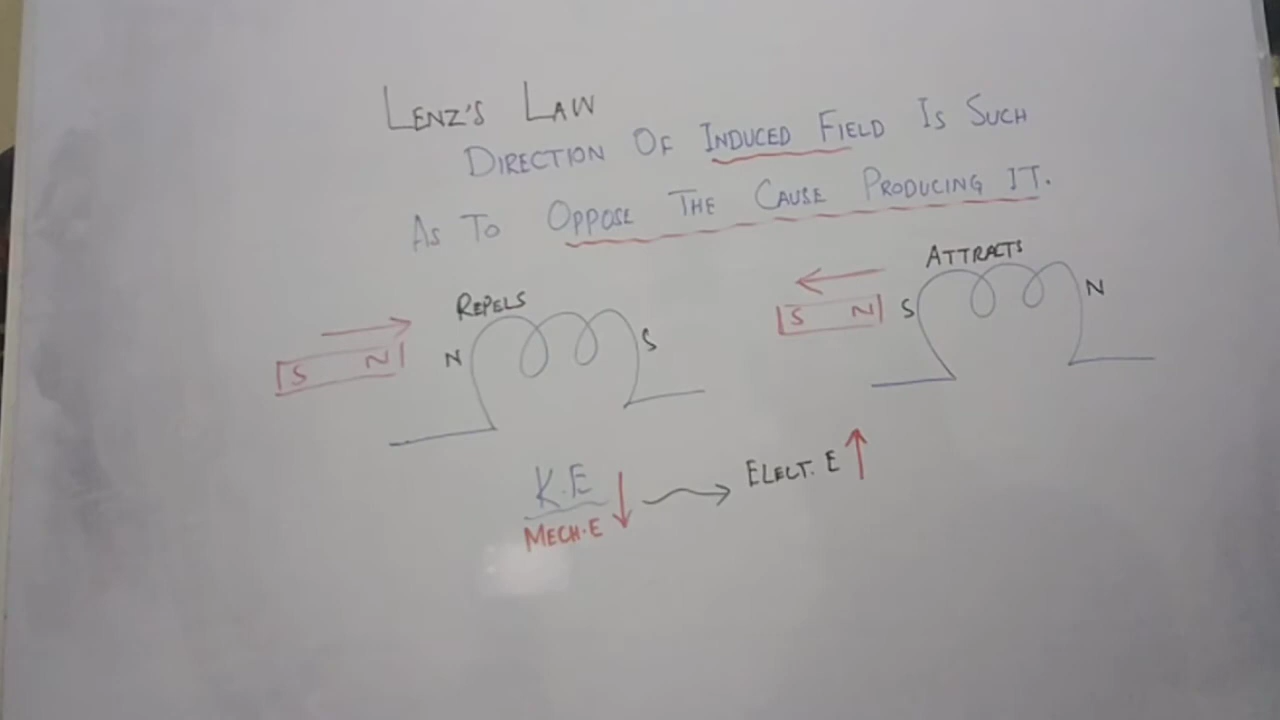 LENZ'S LAW
DIRECTION OF INDUCED FIELD IS SUCH
AS TO OPPOSE THE CAUSE PRODUCING IT.
REPELS
S N
N
S
ATTRACTS
S N
S
N
K.E
MECH.E
ELECT. E